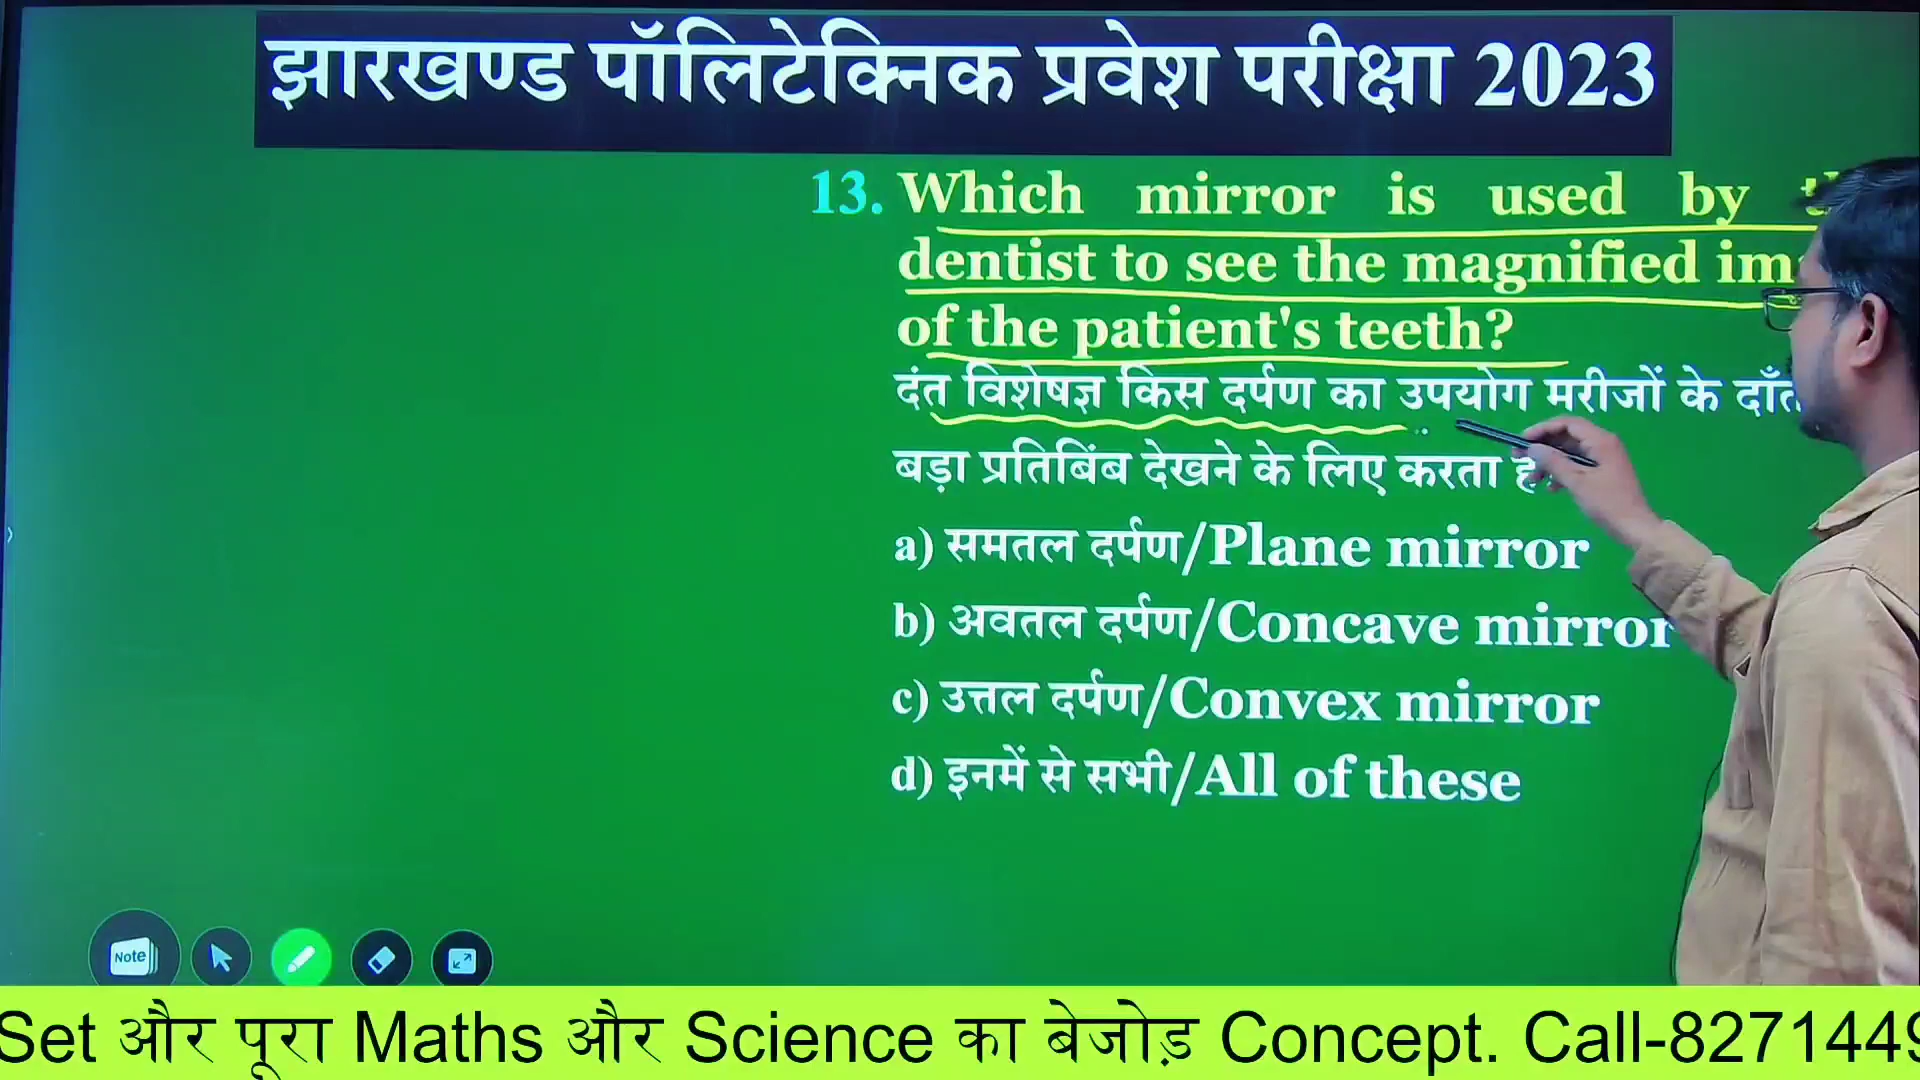 झारखण्ड पॉलिटेक्निक प्रवेश परीक्षा 2023
13. Which mirror is used by
dentist to see the magnified
of the patient's teeth?
दंत विशेषज्ञ किस दर्पण का उपयोग मरीजों के
बड़ा प्रतिबिंब देखने के लिए करता
a) समतल दर्पण/Plane mirror
b) अवतल दर्पण/Concave mirror
c) उत्तल दर्पण/Convex mirror
d) इनमें से सभी/All of these
Note
Set और पूरा Maths और Science का बेजोड़ Concept. Call-8271449